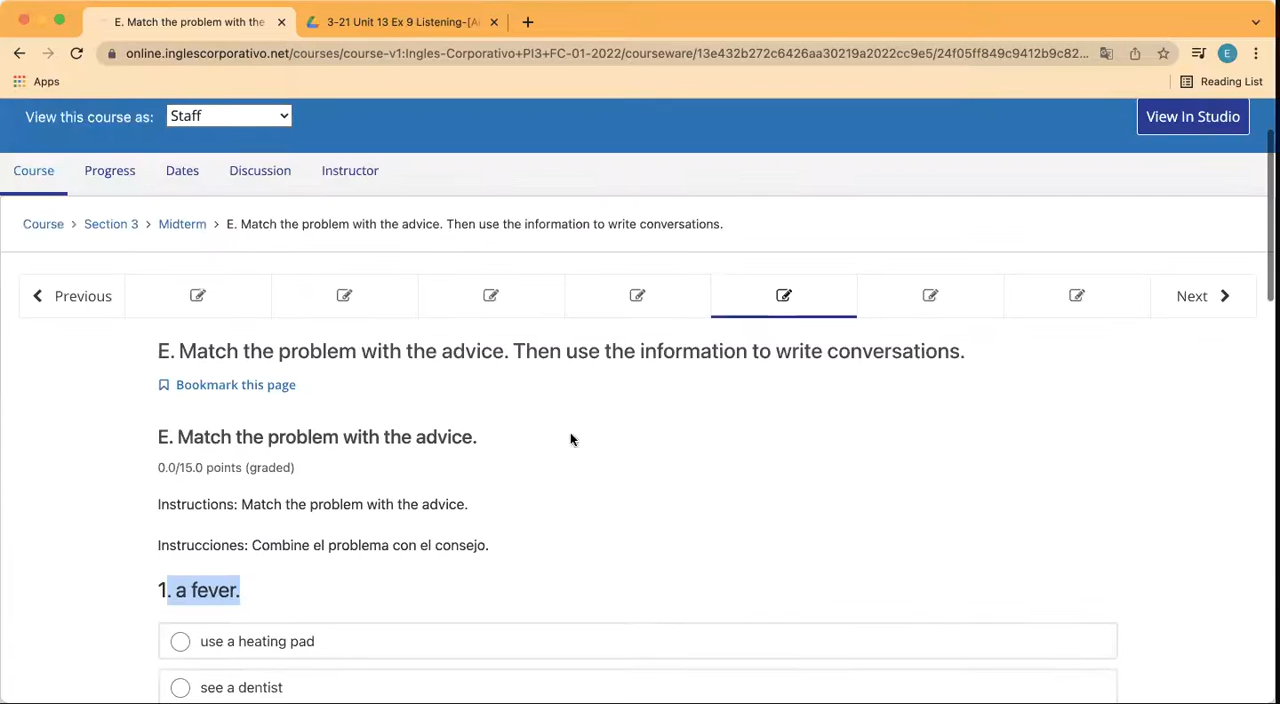 E. Match the problem with the
3-21 Unit 13 Ex 9 Listening-[A
online.inglescorporativo.net/courses/course-v1:Ingles-Corporativo+PI3+FC-01-2022/courseware/13e432b272c6426aa30219a2022cc9e5/24f05ff849c9412b9c82...
E
Apps
Reading List
View this course as:
Staff
View In Studio
Course
Progress
Dates
Discussion
Instructor
Course > Section 3 > Midterm > E. Match the problem with the advice. Then use the information to write conversations.
Previous
Next
E. Match the problem with the advice. Then use the information to write conversations.
Bookmark this page
E. Match the problem with the advice.
0.0/15.0 points (graded)
Instructions: Match the problem with the advice.
Instrucciones: Combine el problema con el consejo.
1. a fever.
use a heating pad
see a dentist